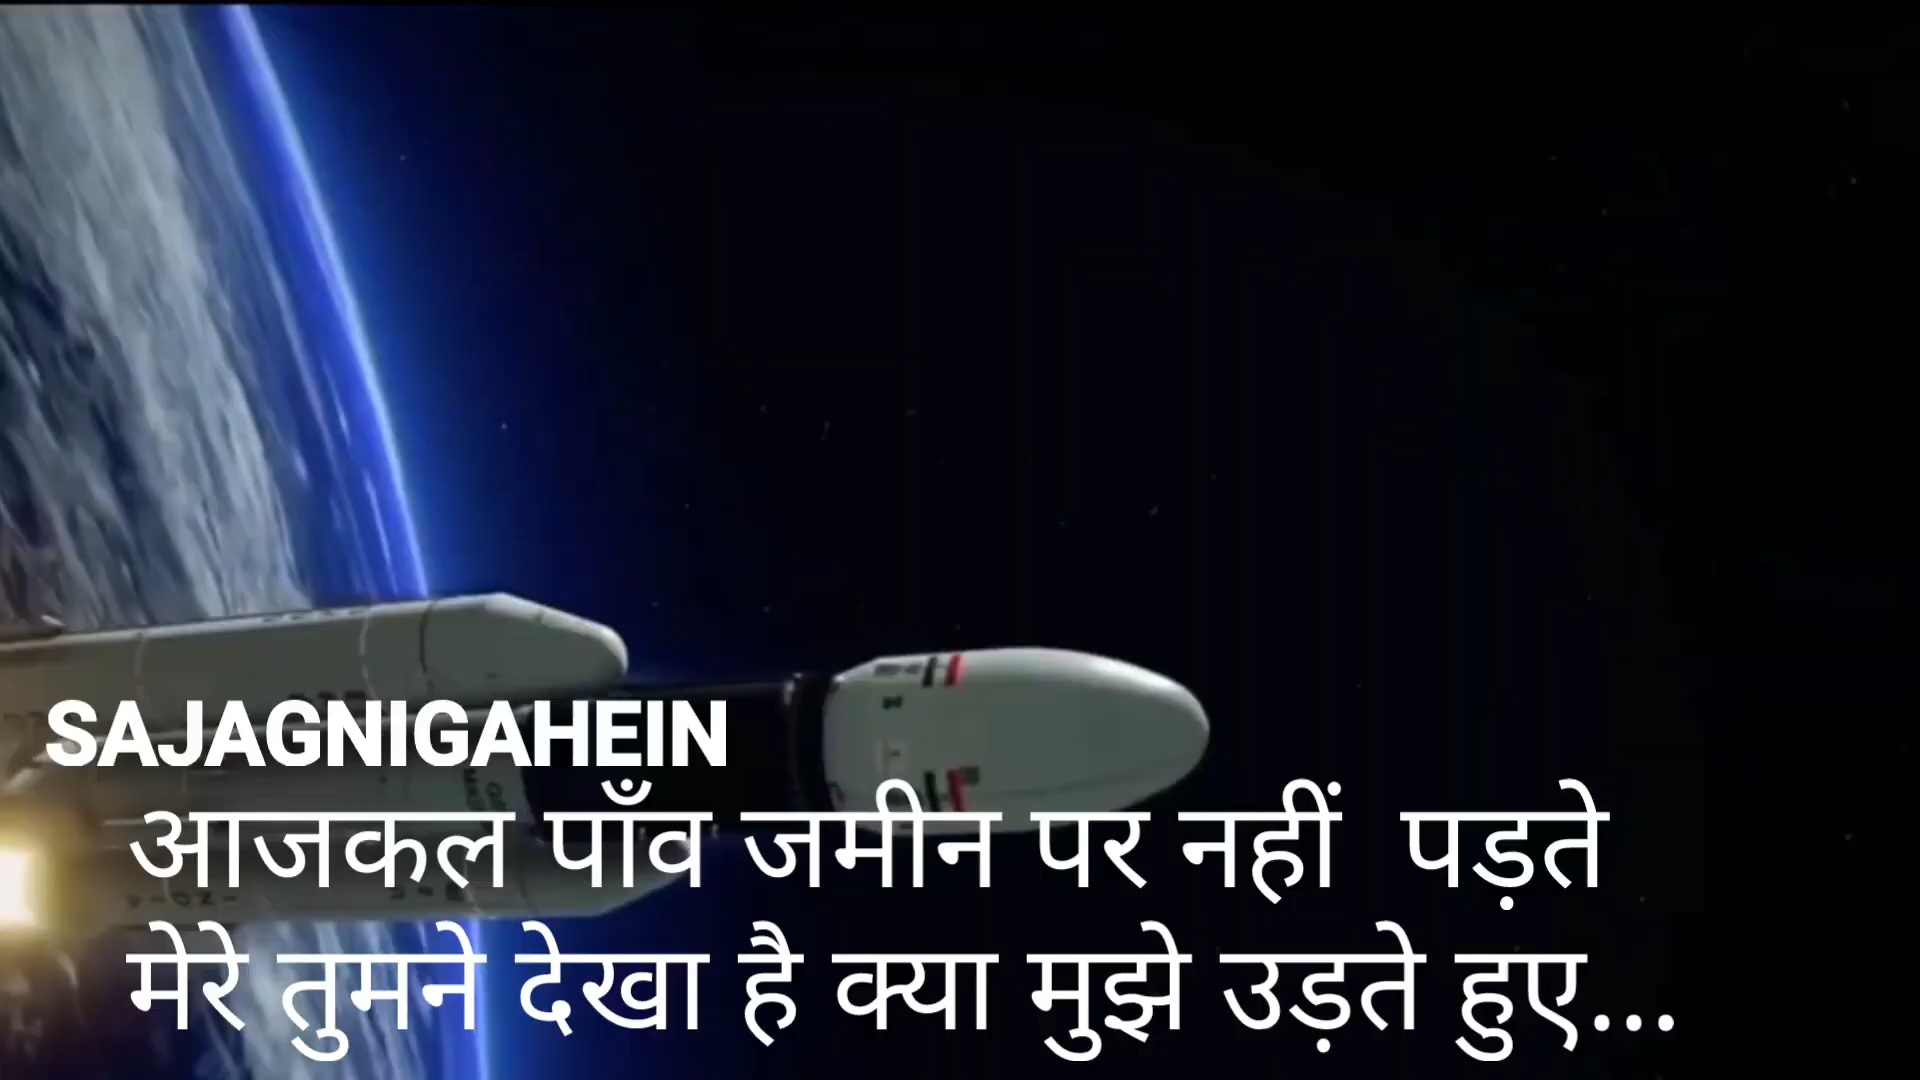 SAJAGNIGAHEIN
आजकल पाँव जमीन पर नहीं पड़ते
मेरे तुमने देखा है क्या मुझे उड़ते हुए...